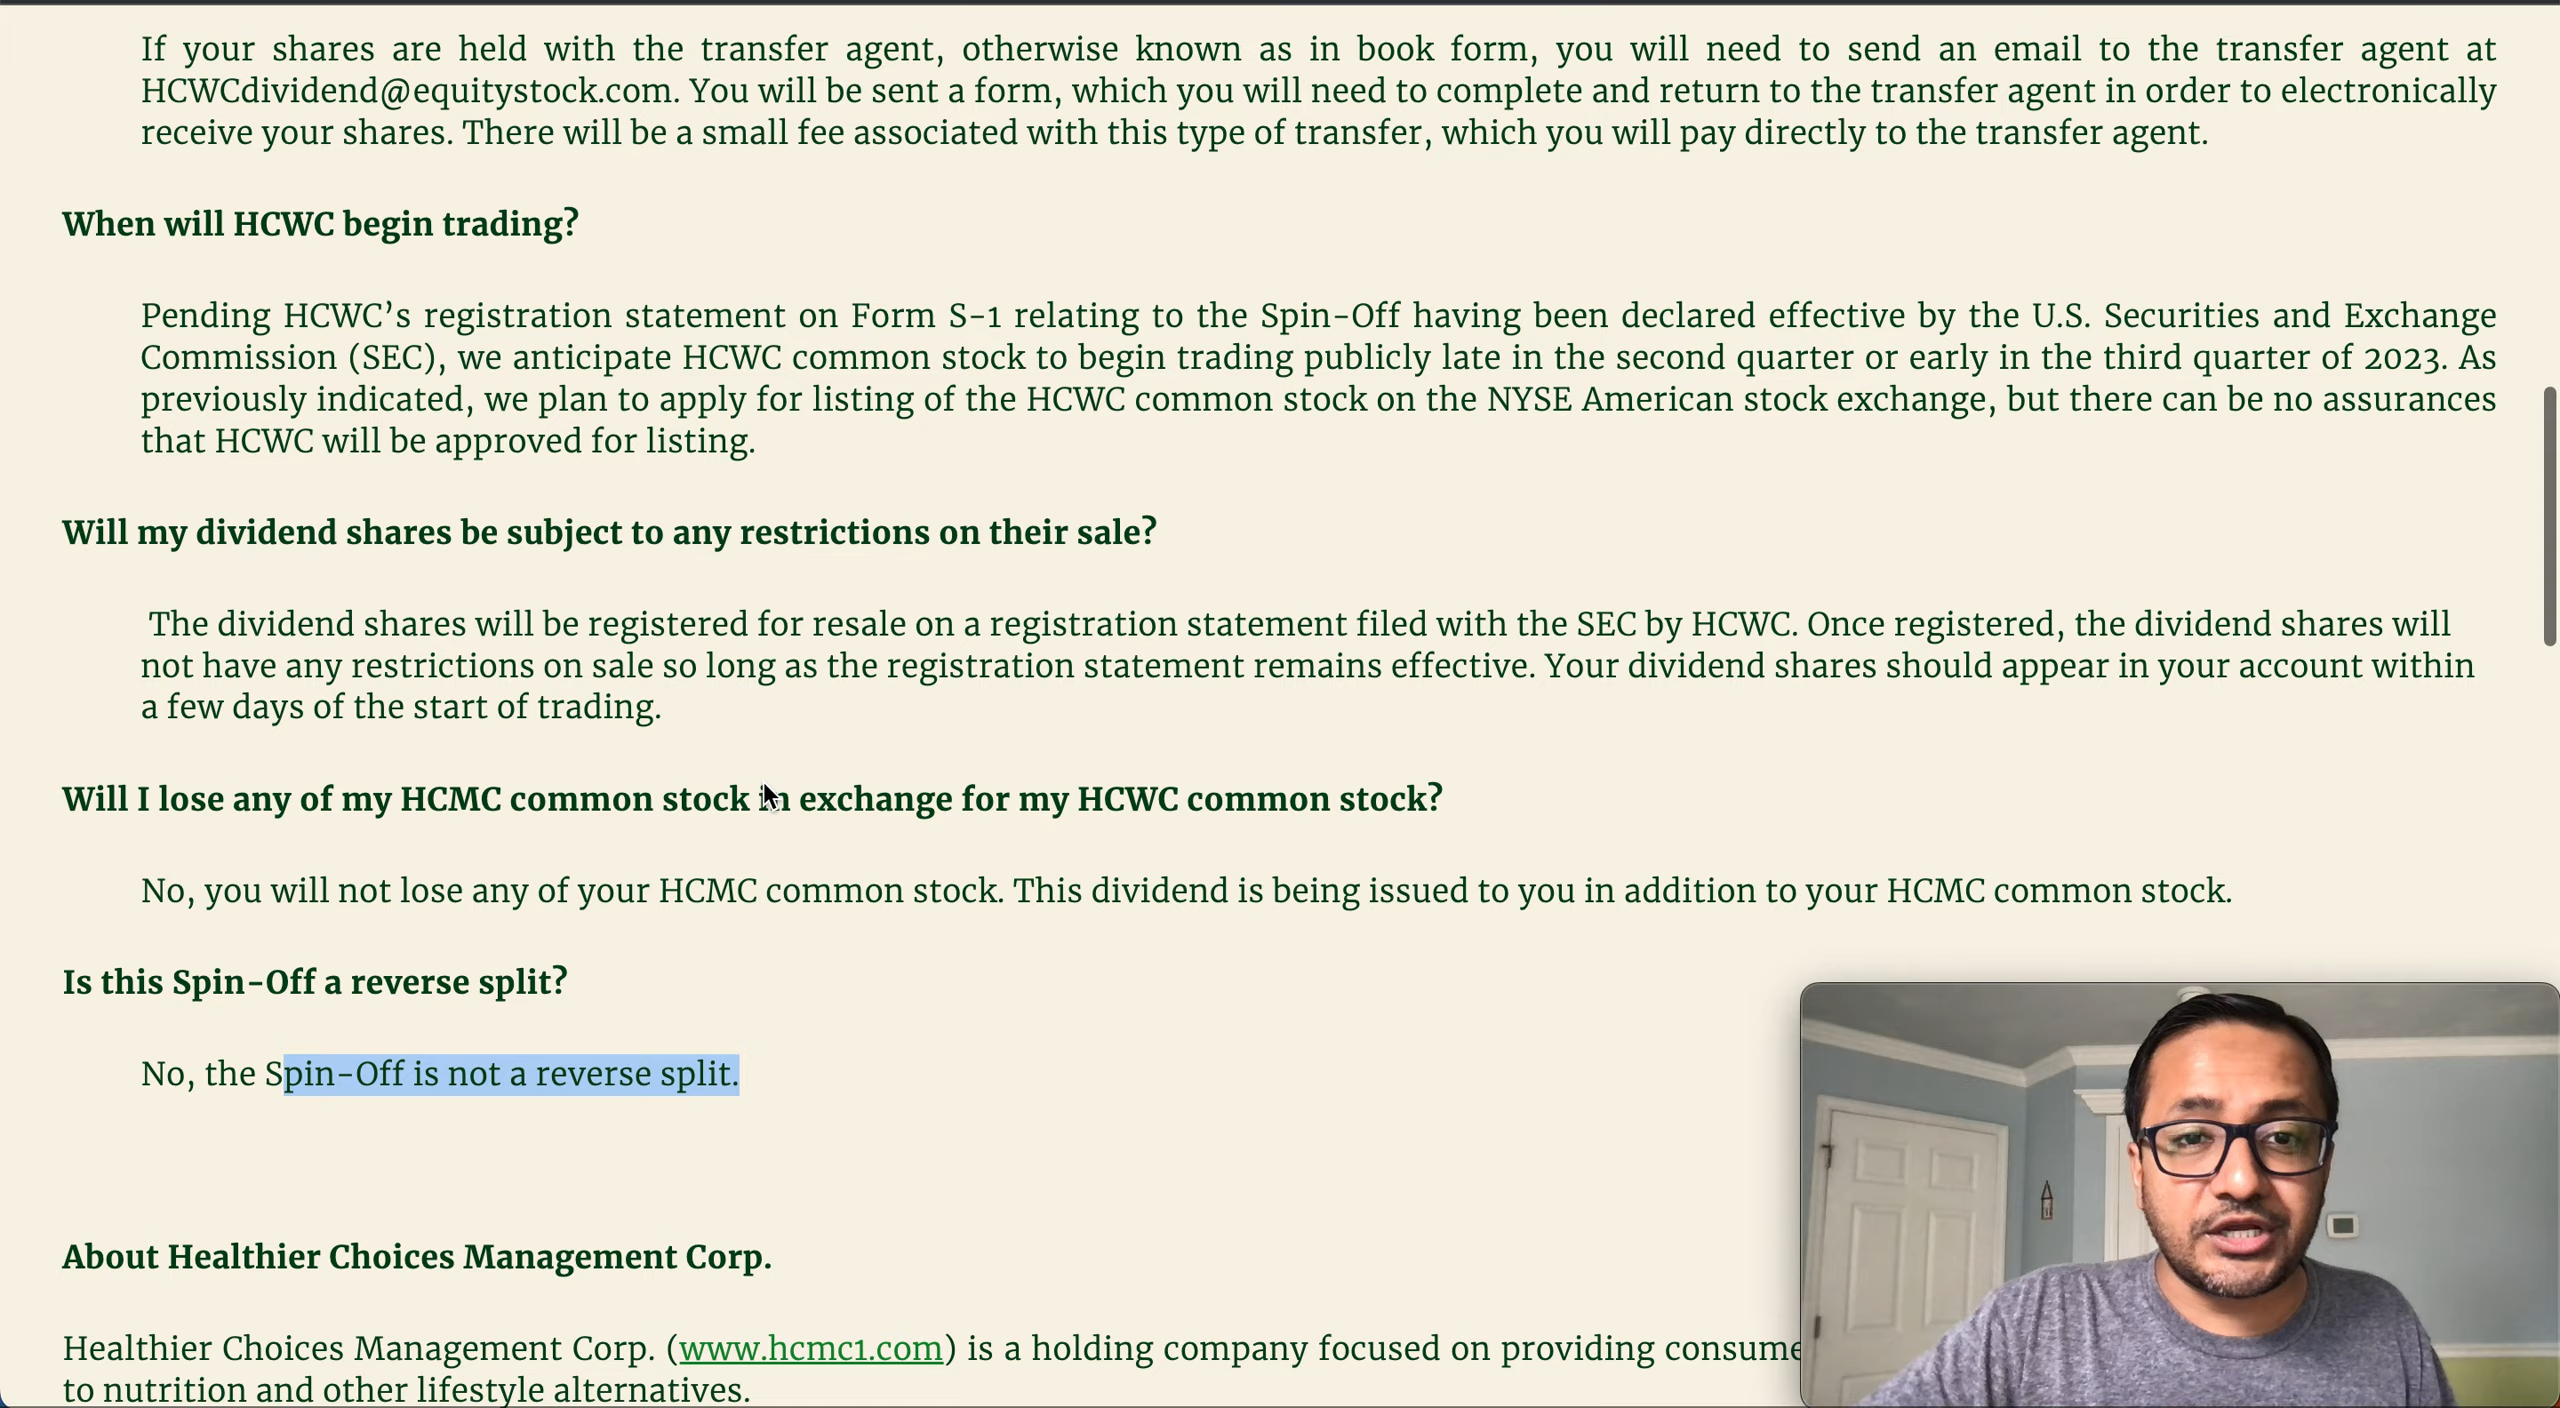 If your shares are held with the transfer agent, otherwise known as in book form, you will need to send an email to the transfer agent at
HCWCdividend@equitystock.com. You will be sent a form, which you will need to complete and return to the transfer agent in order to electronically
receive your shares. There will be a small fee associated with this type of transfer, which you will pay directly to the transfer agent.
When will HCWC begin trading?
Pending HCWC’s registration statement on Form S-1 relating to the Spin-Off having been declared effective by the U.S. Securities and Exchange
Commission (SEC), we anticipate HCWC common stock to begin trading publicly late in the second quarter or early in the third quarter of 2023. As
previously indicated, we plan to apply for listing of the HCWC common stock on the NYSE American stock exchange, but there can be no assurances
that HCWC will be approved for listing.
Will my dividend shares be subject to any restrictions on their sale?
The dividend shares will be registered for resale on a registration statement filed with the SEC by HCWC. Once registered, the dividend shares will
not have any restrictions on sale so long as the registration statement remains effective. Your dividend shares should appear in your account within
a few days of the start of trading.
Will I lose any of my HCMC common stock in exchange for my HCWC common stock?
No, you will not lose any of your HCMC common stock. This dividend is being issued to you in addition to your HCMC common stock.
Is this Spin-Off a reverse split?
No, the Spin-Off is not a reverse split.
About Healthier Choices Management Corp.
Healthier Choices Management Corp. (www.hcmc1.com) is a holding company focused on providing
to nutrition and other lifestyle alternatives.